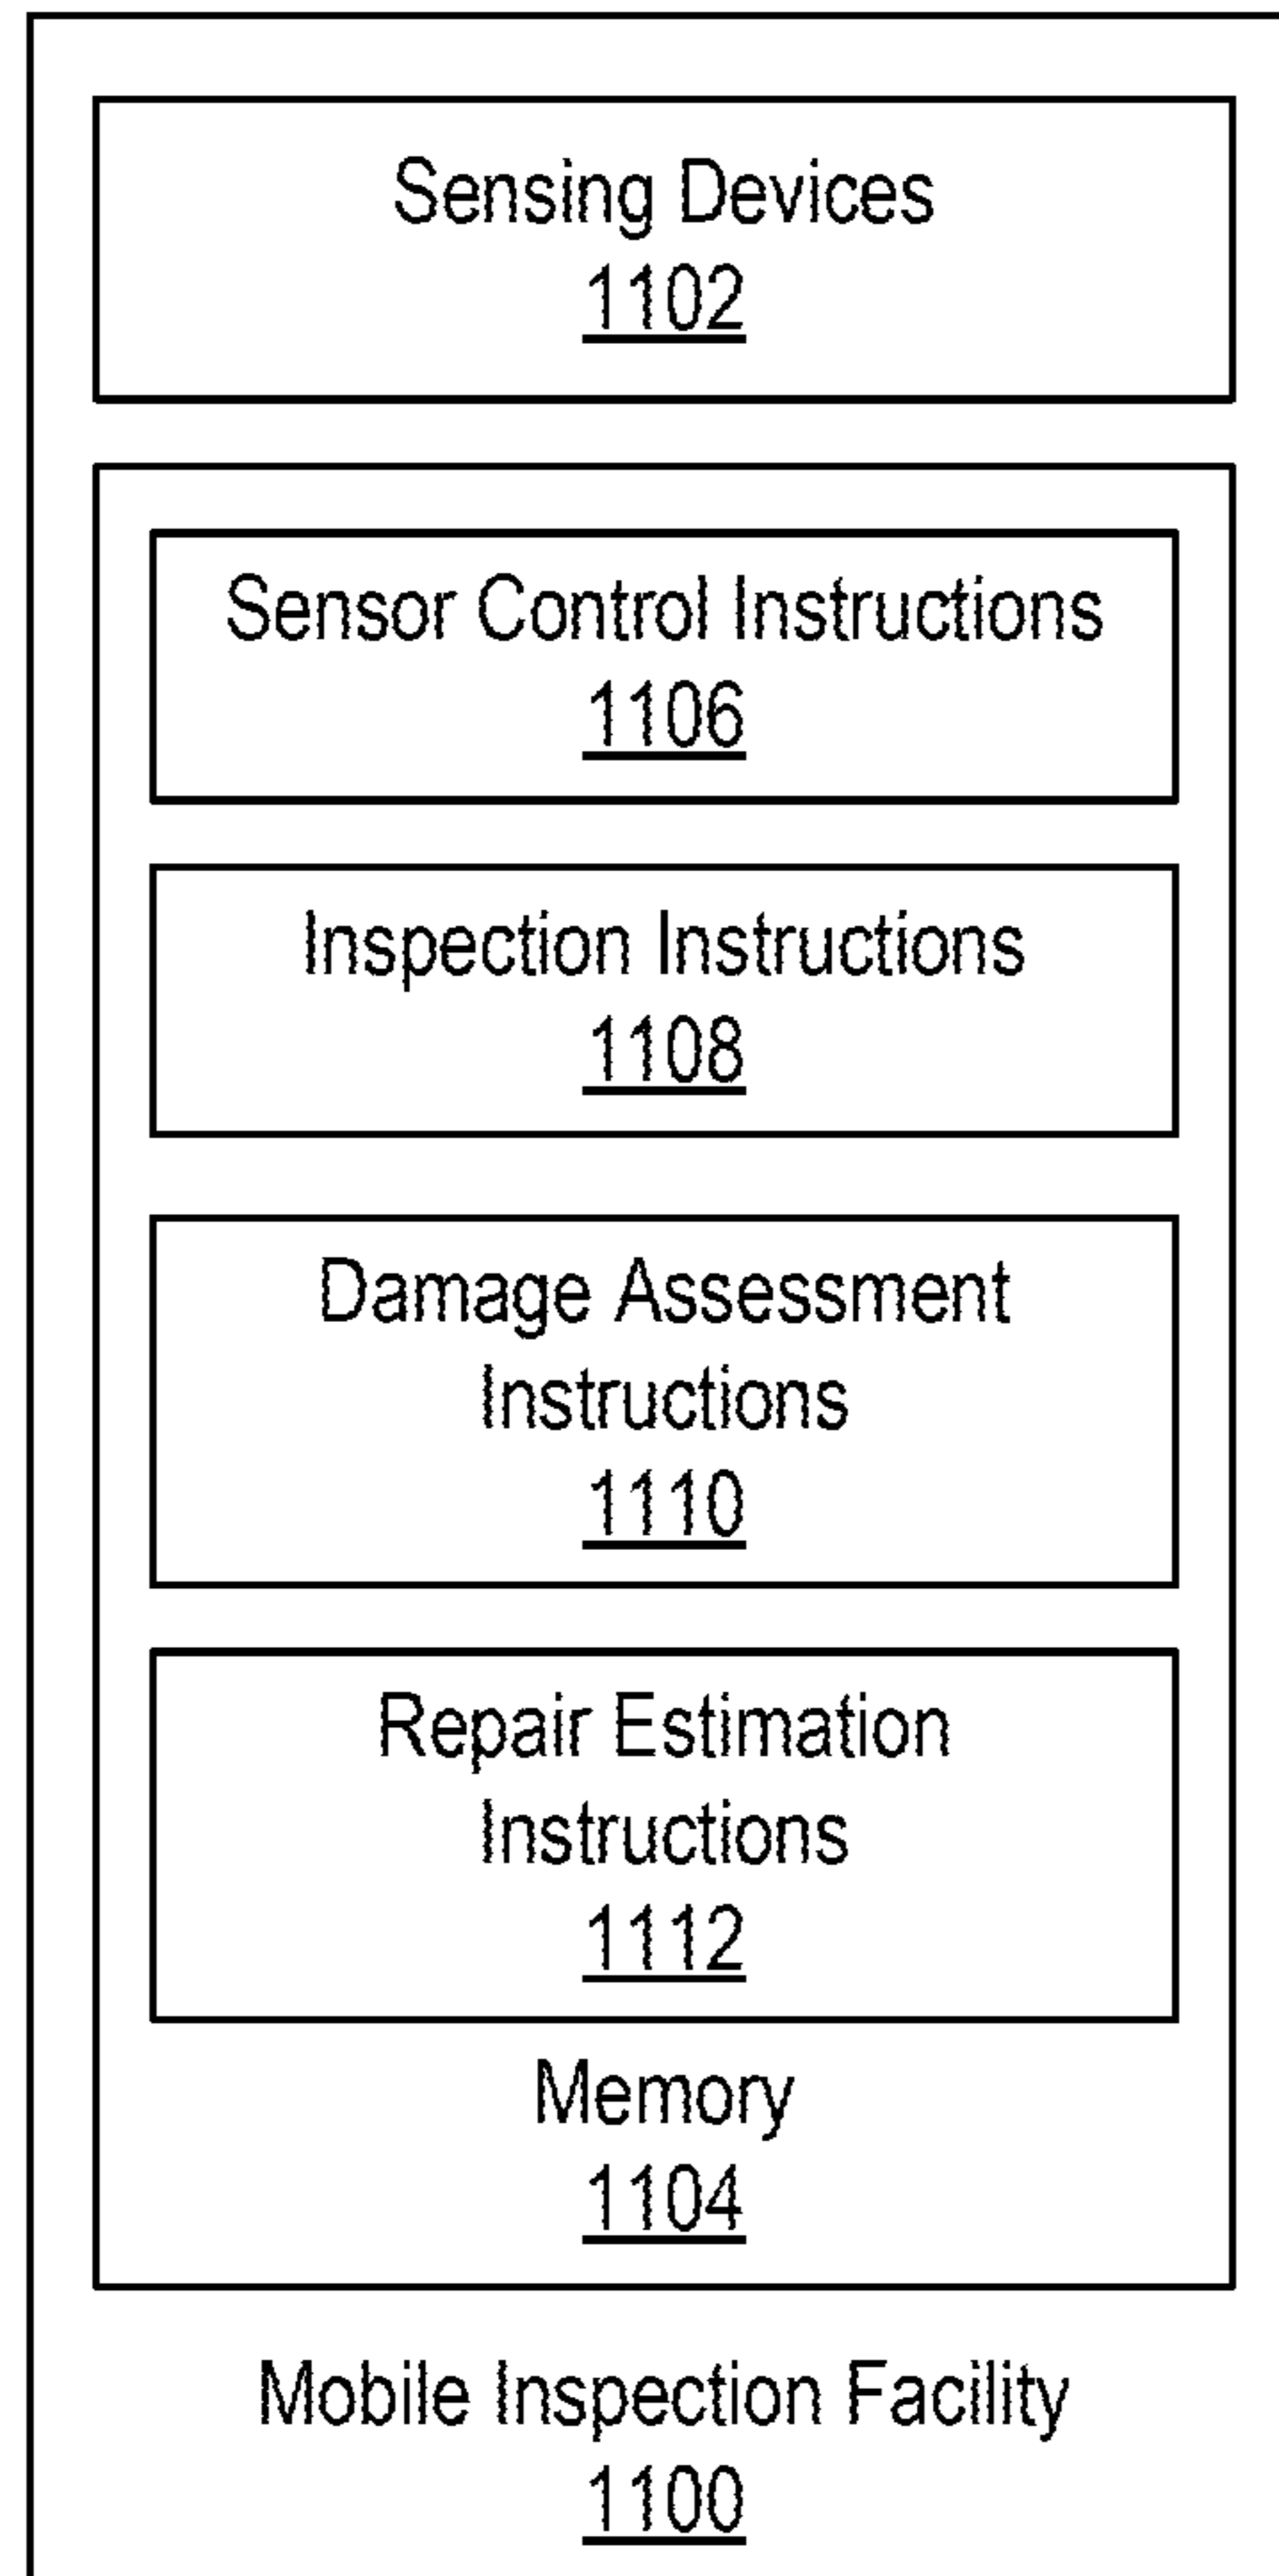 Sensing Devices
1102
Sensor Control Instructions
1106
Inspection Instructions
1108
Damage Assessment
Instructions
1110
Repair Estimation
Instructions
1112
Memory
1104
Mobile Inspection Facility
1100